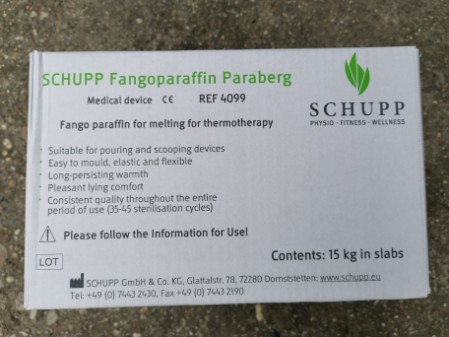 SCHUPP Fangoparaffin Paraberg
Medical device CE REF 4099
SCHUPP
PHYSIO · FITNESS · WELLNESS
Fango paraffin for melting for thermotherapy
· Suitable for pouring and scooping devices
· Easy to mould, elastic and flexible
· Long-persisting warmth
· Pleasant lying comfort
· Consistent quality throughout the entire
period of use (35-45 sterilisation cycles)
Please follow the Information for Use!
Contents: 15 kg in slabs
LOT
SCHUPP GmbH & Co. KG, Glattalstr. 78, 72280 Dornstetten; www.schupp.eu
Tel: +49 (0) 7443 2430, Fax +49 (0) 7443 2190